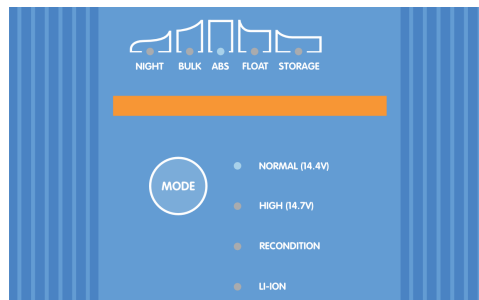 NIGHT BULK ABS FLOAT STORAGE
MODE
NORMAL (14.4V)
HIGH (14.7V)
RECONDITION
LI-ION